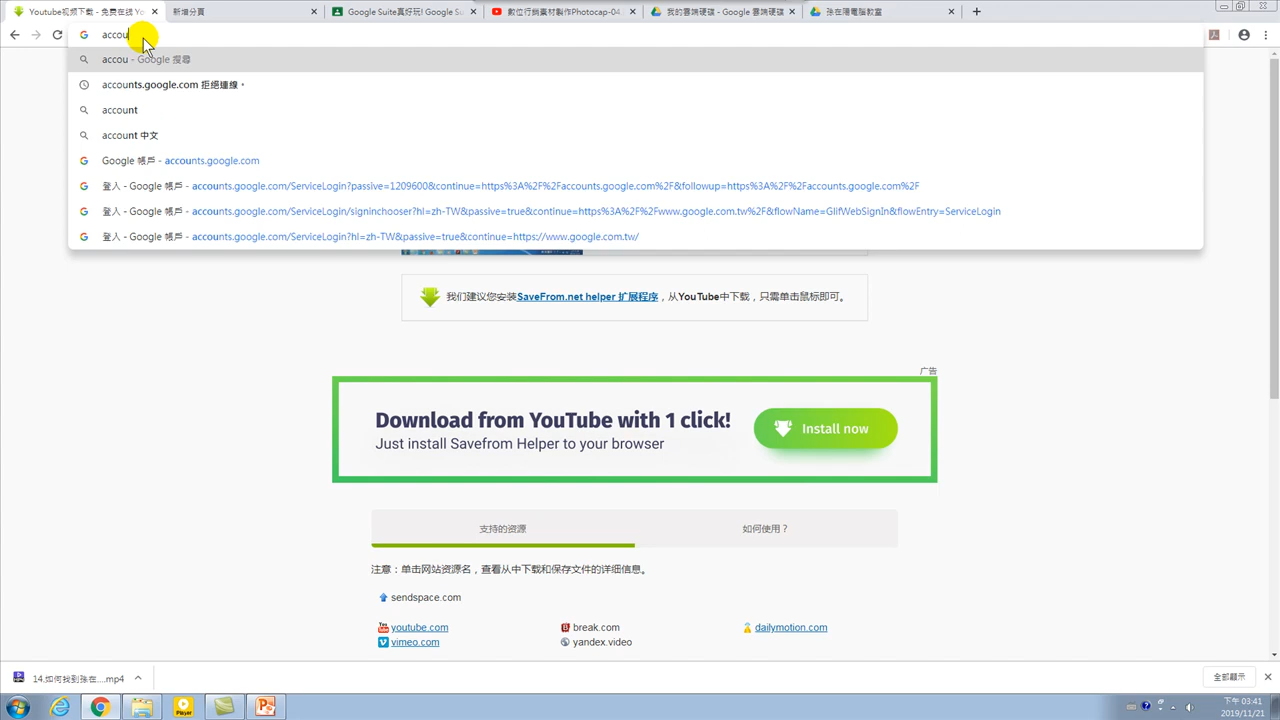 Youtube視頻下載 - 免费在线 Yo
新增分頁
Google Suite真好玩! Google Su
數位行銷素材製作Photocap-04
我的雲端硬碟 - Google 雲端硬碟
孫在陽電腦教室
accou
accou - Google 搜尋
accounts.google.com 拒絕連線。
account
account 中文
Google 帳戶 - accounts.google.com
登入 - Google 帳戶 - accounts.google.com/ServiceLogin?passive=1209600&continue=https%3A%2F%2Faccounts.google.com%2F&followup=https%3A%2F%2Faccounts.google.com%2F
登入 - Google 帳戶 - accounts.google.com/ServiceLogin/signinchooser?hl=zh-TW&passive=true&continue=https%3A%2F%2Fwww.google.com.tw%2F&flowName=GlifWebSignIn&flowEntry=ServiceLogin
登入 - Google 帳戶 - accounts.google.com/ServiceLogin?hl=zh-TW&passive=true&continue=https://www.google.com.tw/
我们建议您安装SaveFrom.net helper 扩展程序，从YouTube中下载，只需单击鼠标即可。
广告
Download from YouTube with 1 click!
Just install Savefrom Helper to your browser
Install now
支持的资源
如何使用？
注意：单击网站资源名，查看从中下载和保存文件的详细信息。
sendspace.com
youtube.com
break.com
dailymotion.com
vimeo.com
yandex.video
14.如何找到孫在....mp4
全部顯示
下午 03:41
2019/11/21